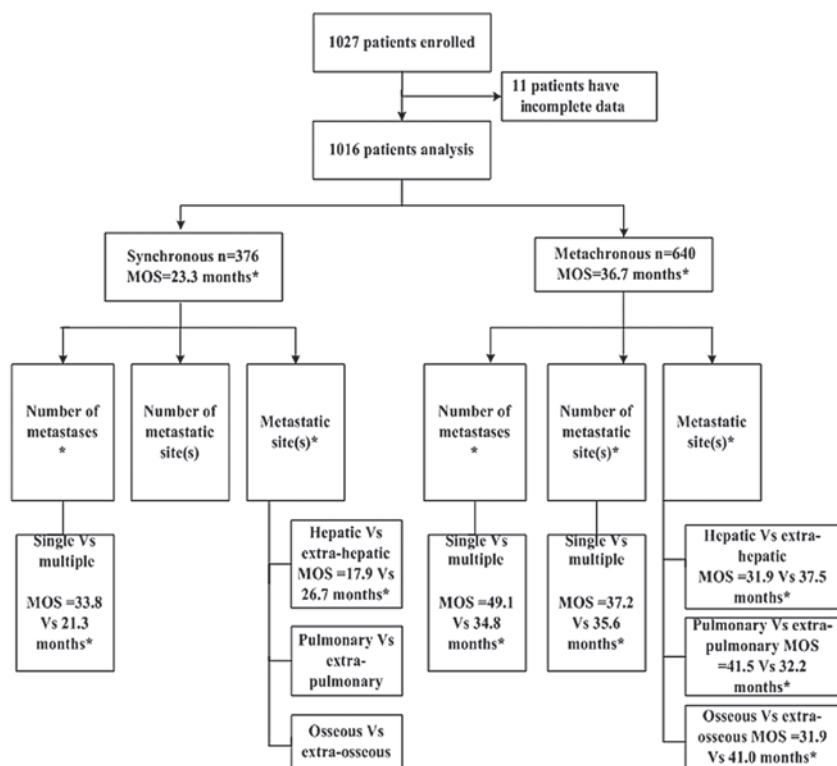 1027 patients enrolled
11 patients have
incomplete data
1016 patients analysis
Synchronous n=376
MOS=23.3 months*
Metachronous n=640
MOS=36.7 months*
Number of
metastases
*
Number of
metastatic
site(s)
Metastatic
site(s)*
Number of
metastases
*
Number of
metastatic
site(s)*
Metastatic
site(s)*
Single Vs
multiple
MOS =33.8
Vs 21.3
months*
Hepatic Vs
extra-hepatic
MOS =17.9 Vs
26.7 months*
Pulmonary Vs
extra-
pulmonary
Osseous Vs
extra-osseous
Single Vs
multiple
MOS =49.1
Vs 34.8
months*
Single Vs
multiple
MOS =37.2
Vs 35.6
months*
Hepatic Vs extra-
hepatic
MOS =31.9 Vs 37.5
months*
Pulmonary Vs extra-
pulmonary MOS
=41.5 Vs 32.2
months*
Osseous Vs extra-
osseous MOS =31.9
Vs 41.0 months*